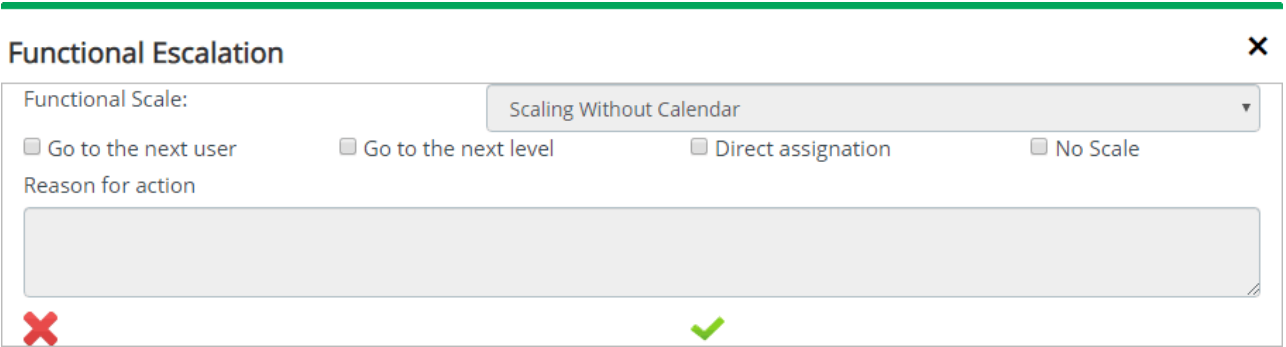 Functional Escalation
Functional Scale: Scaling Without Calendar
Go to the next user Go to the next level Direct assignation No Scale
Reason for action